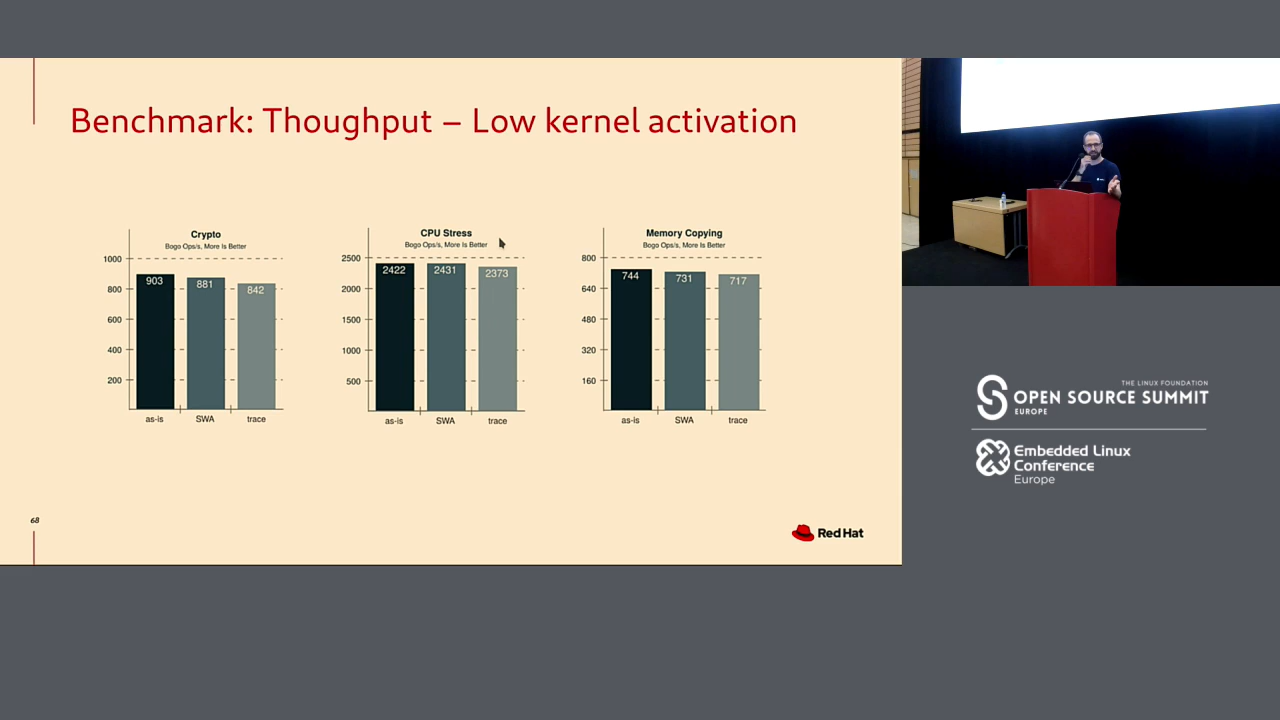 Benchmark: Thoughput – Low kernel activation
Crypto
Bogo Ops/s, More Is Better
1000
800
600
400
200
903
881
842
as-is
SWA
trace
CPU Stress
Bogo Ops/s, More Is Better
2500
2000
1500
1000
500
2422
2431
2373
as-is
SWA
trace
Memory Copying
Bogo Ops/s, More Is Better
800
640
480
320
160
744
731
717
as-is
SWA
trace
68
Red Hat
THE LINUX FOUNDATION
OPEN SOURCE SUMMIT
EUROPE
Embedded Linux
Conference
Europe